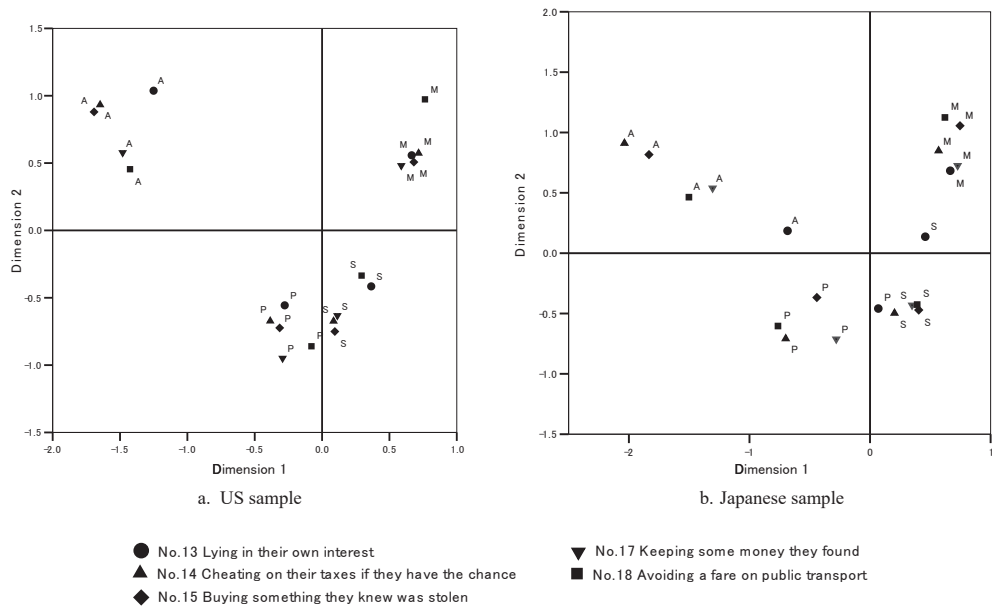 1.5
1.0
0.5
0.0
-0.5
-1.0
-1.5
-2.0 -1.5 -1.0 -0.5 0.0 0.5 1.0
Dimension 2
Dimension 1
A
A
A
A
A
M
M
M
M
M
S
S
S
S
S
P
P
P
P
P
a. US sample
2.0
1.5
1.0
0.5
0.0
-0.5
-1.0
-1.5
-2 -1 0 1
Dimension 2
Dimension 1
A
A
A
A
A
M
M
M
M
M
S
S
S
S
S
P
P
P
P
P
b. Japanese sample
No.13 Lying in their own interest
No.14 Cheating on their taxes if they have the chance
No.15 Buying something they knew was stolen
No.17 Keeping some money they found
No.18 Avoiding a fare on public transport